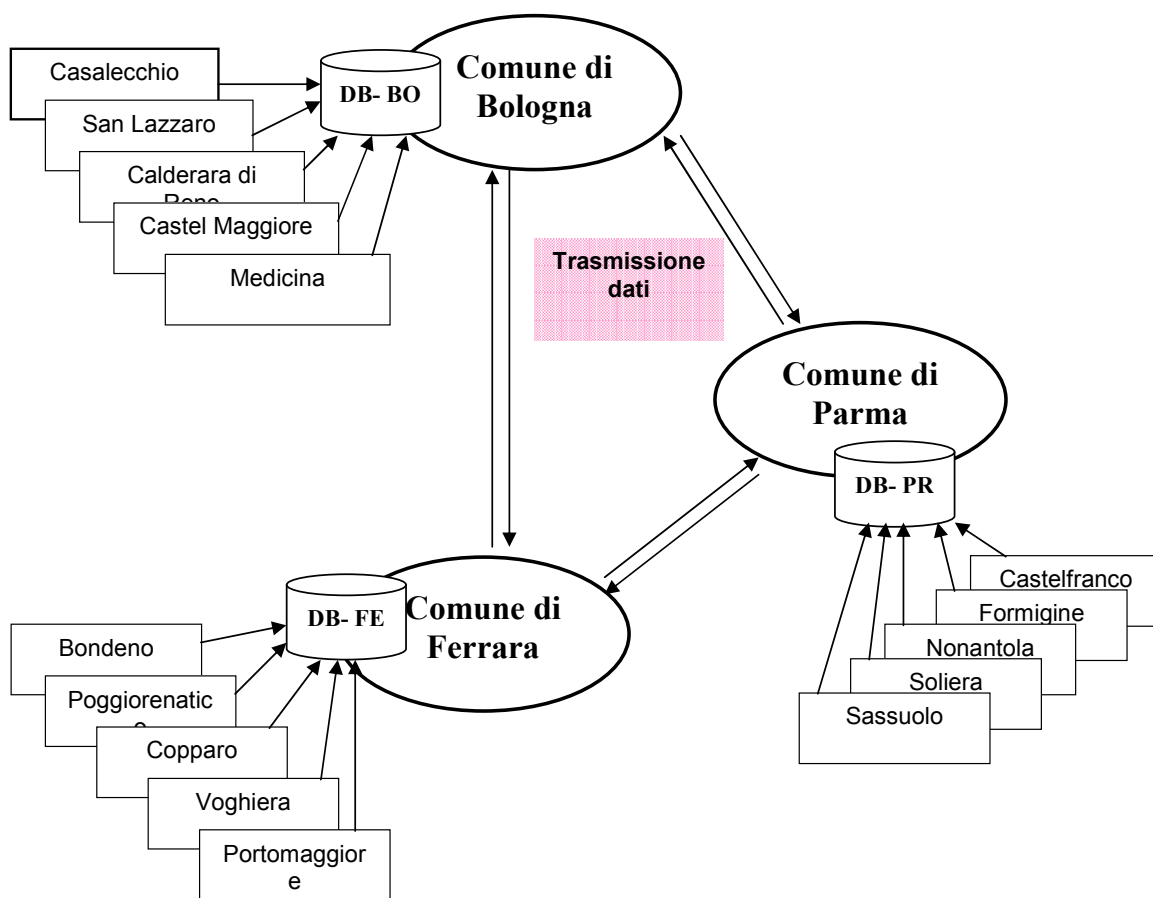 Casalecchio
San Lazzaro
Calderara di
Reno
Castel Maggiore
Medicina
DB- BO
Comune di
Bologna
Trasmissione
dati
Comune di
Parma
DB- PR
Castelfranco
Formigine
Nonantola
Soliera
Sassuolo
DB- FE
Comune di
Ferrara
Bondeno
Poggiorenatic
o
Copparo
Voghiera
Portomaggior
e